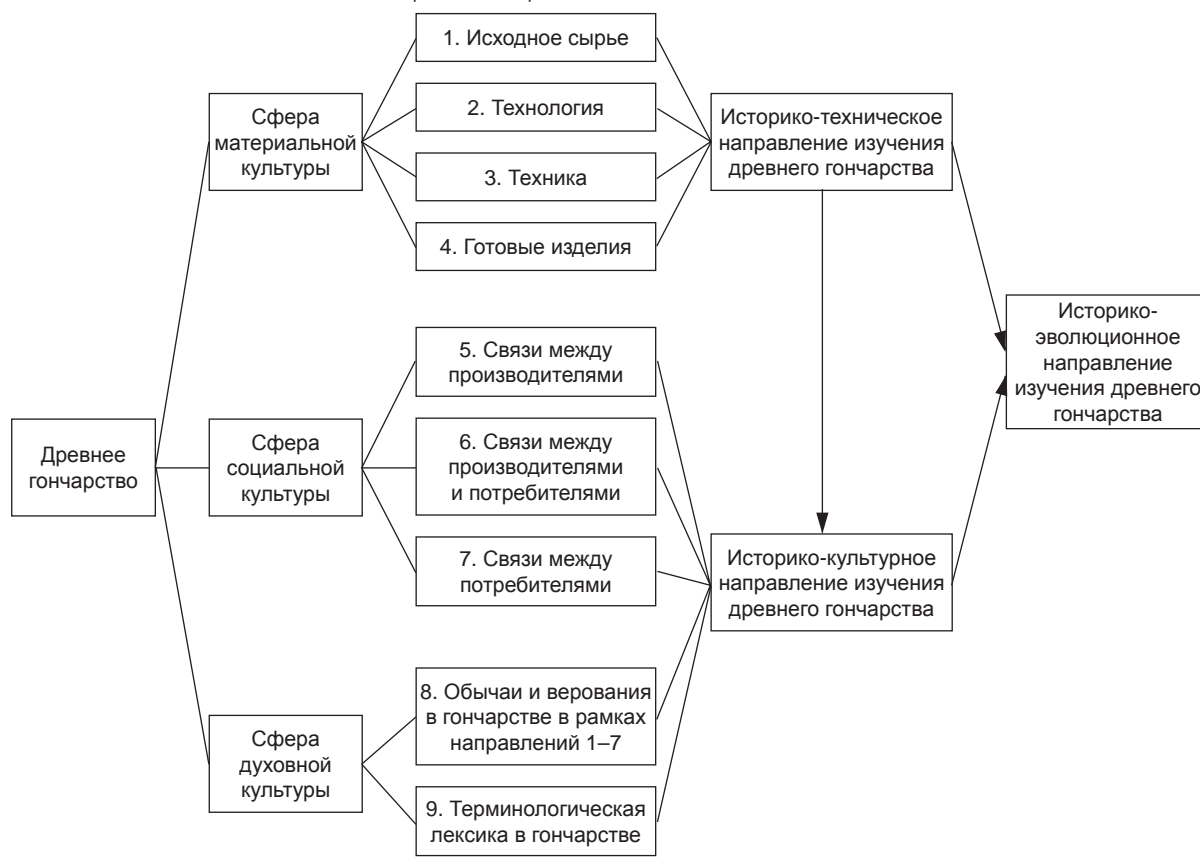 1. Исходное сырье
2. Технология
3. Техника
4. Готовые изделия
Сфера
материальной
культуры
Историко-техническое
направление изучения
древнего гончарства
Историко-
эволюционное
направление
изучения древнего
гончарства
5. Связи между
производителями
6. Связи между
производителями
и потребителями
7. Связи между
потребителями
Древнее
гончарство
Сфера
социальной
культуры
Историко-культурное
направление изучения
древнего гончарства
8. Обычаи и верования
в гончарстве в рамках
направлений 1–7
9. Терминологическая
лексика в гончарстве
Сфера
духовной
культуры